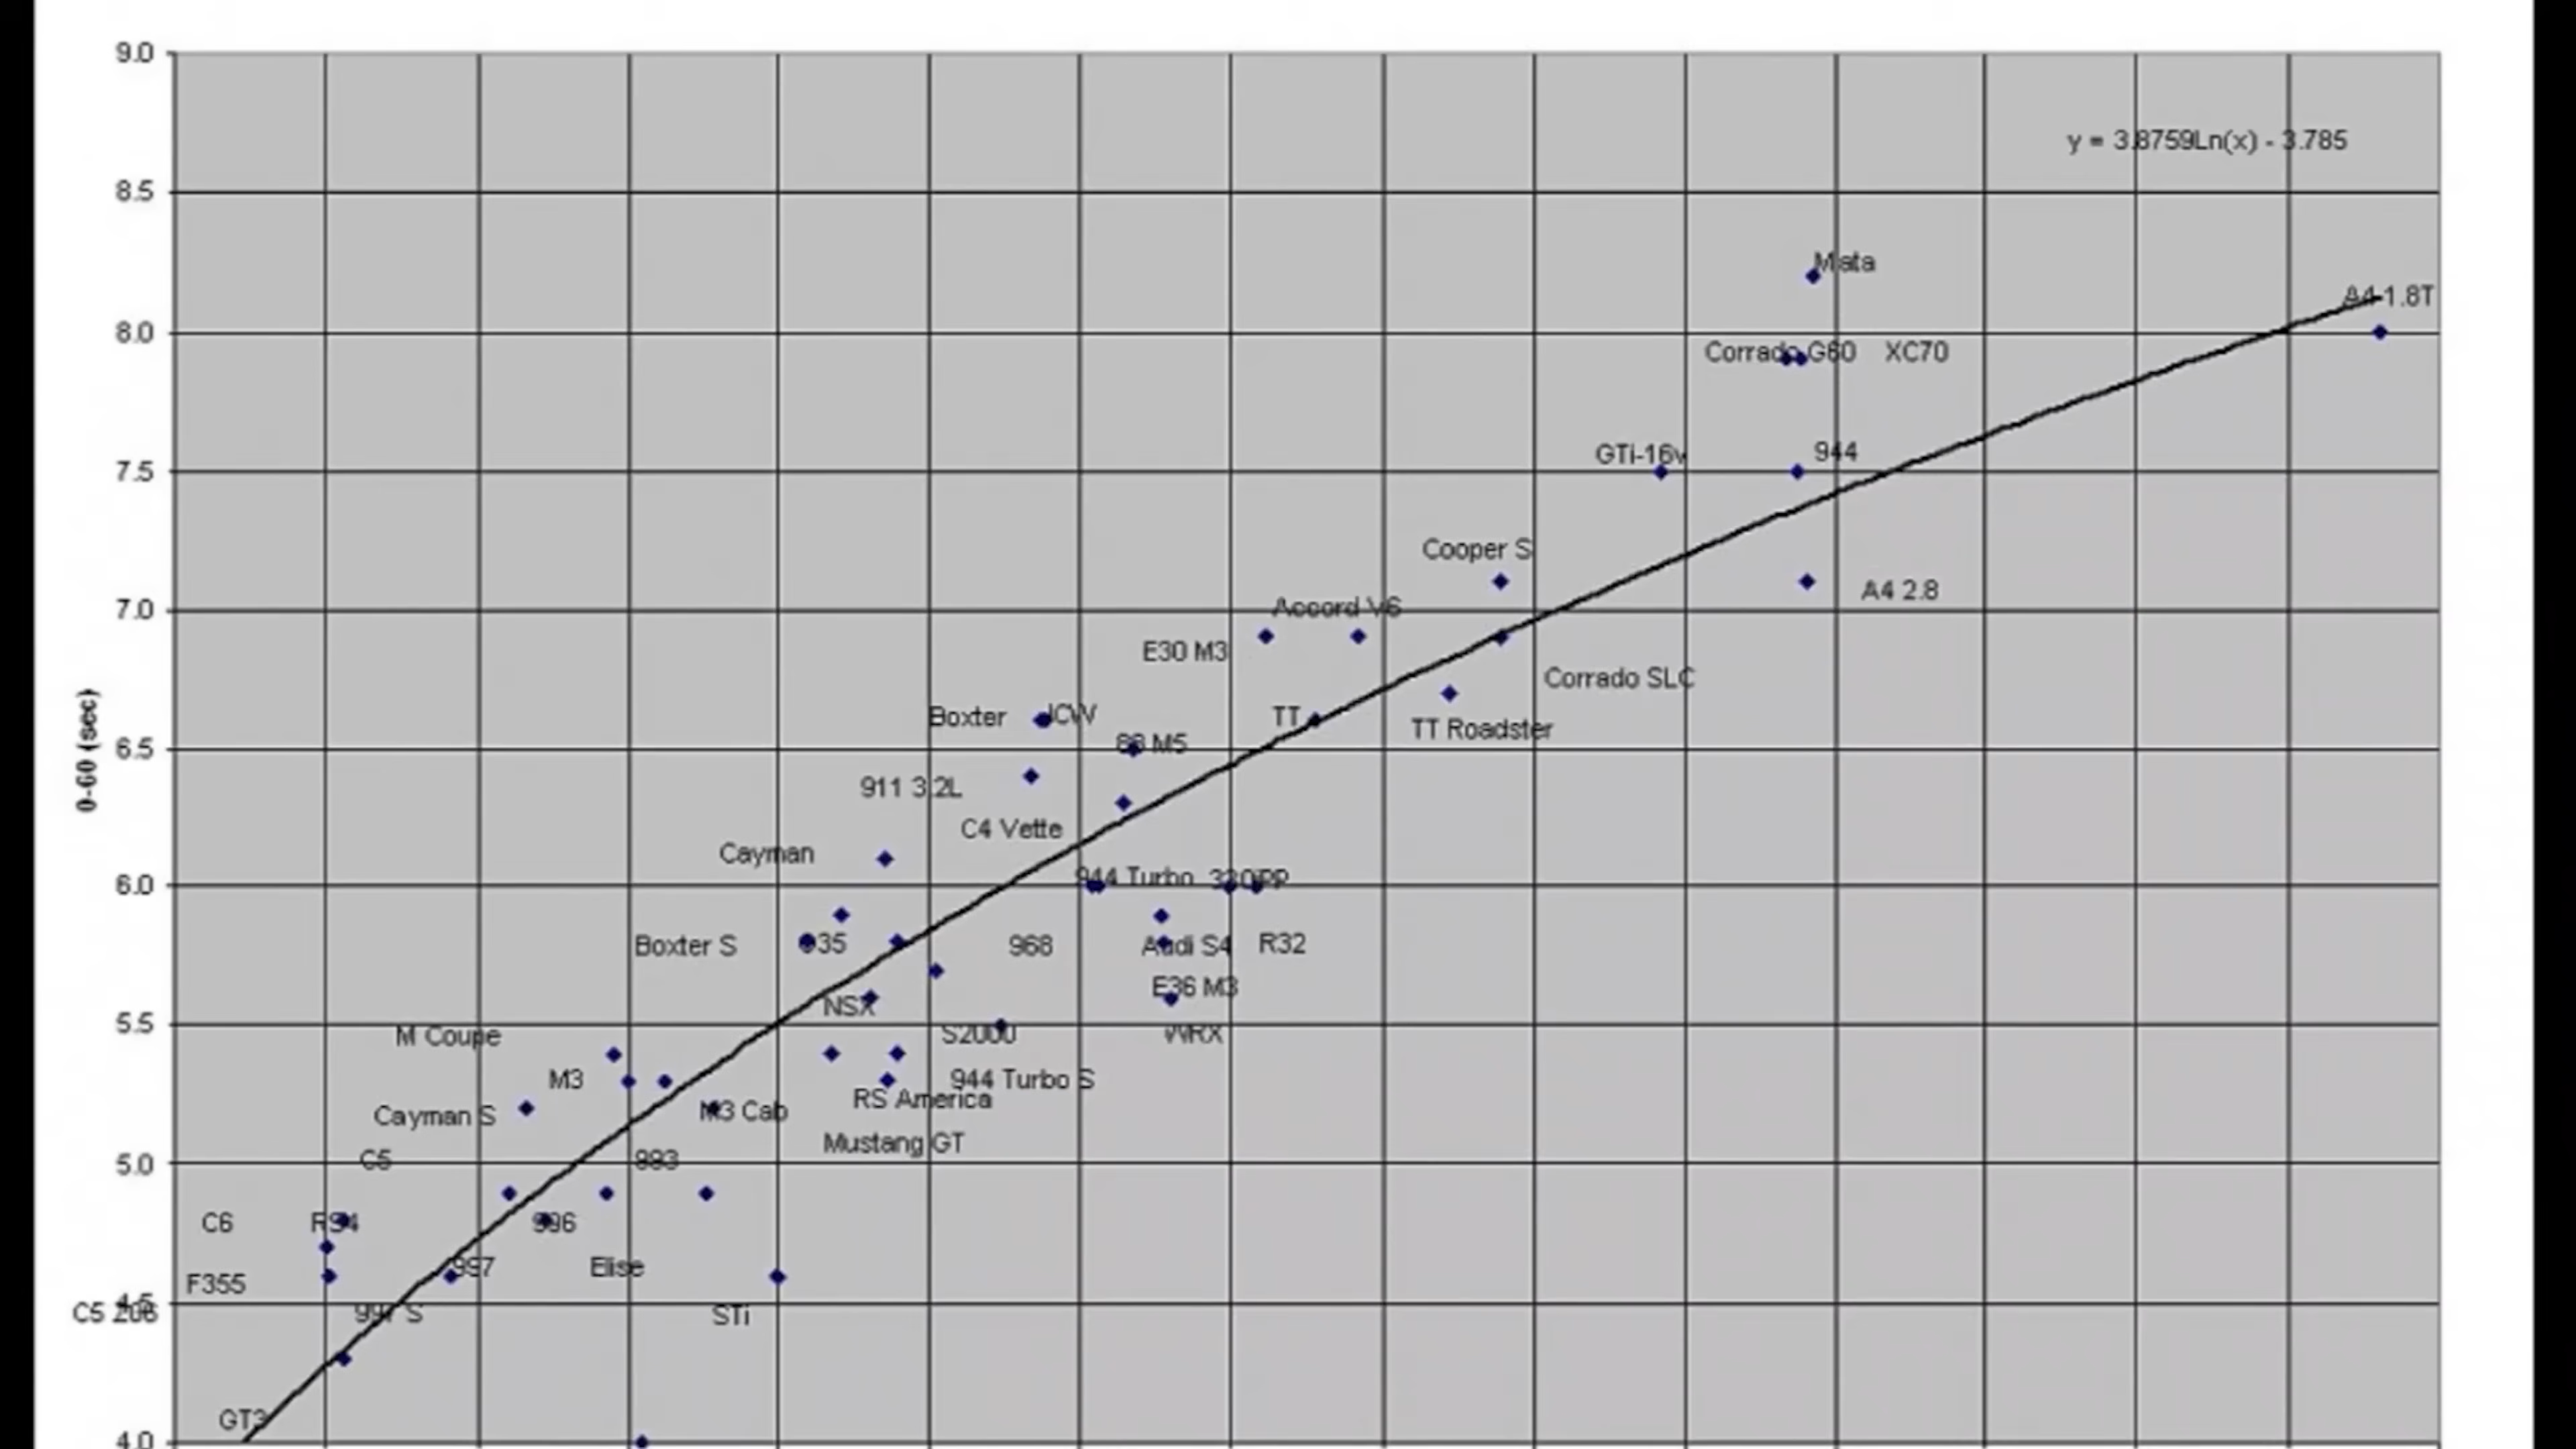 9.0
y = 3.8759Ln(x) - 3.785
8.5
Miata
A4 1.8T
8.0
Corrado G60
XC70
7.5
GTi-16v
944
Cooper S
7.0
Accord V6
A4 2.8
E30 M3
Corrado SLC
0-60 (sec)
Boxter
JCW
TT
TT Roadster
6.5
88 M5
911 3.2L
C4 Vette
Cayman
6.0
944 Turbo
330iPP
Boxter S
968
Audi S4
R32
E36 M3
NSX
5.5
M Coupe
S2000
WRX
M3
944 Turbo S
RS America
Cayman S
M3 Cab
Mustang GT
5.0
C5
993
C6
RS4
996
997
Elise
F355
4.5
997 S
STi
GT3
4.0